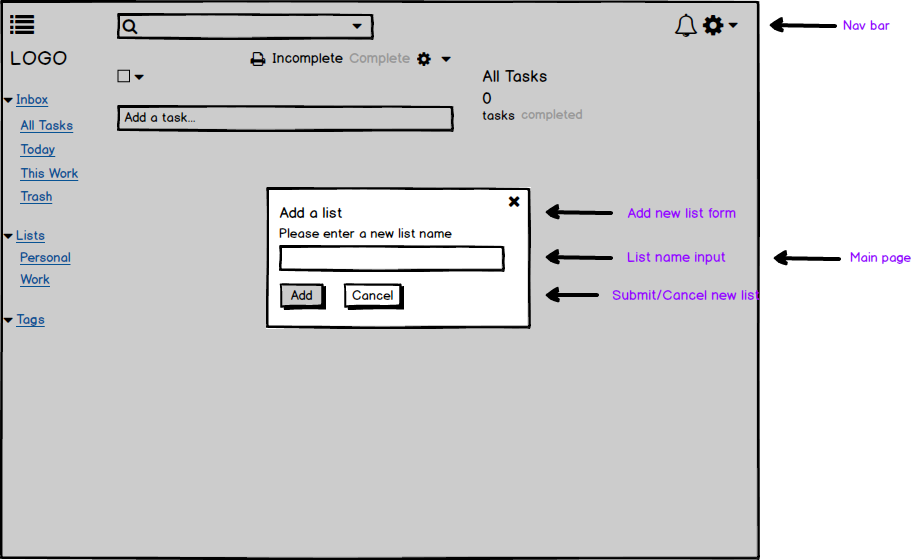 Nav bar
LOGO
Incomplete Complete
All Tasks
0
tasks completed
Inbox
All Tasks
Today
This Work
Trash
Lists
Personal
Work
Tags
Add a task...
Add a list
Please enter a new list name
Add
Cancel
Add new list form
List name input
Submit/Cancel new list
Main page